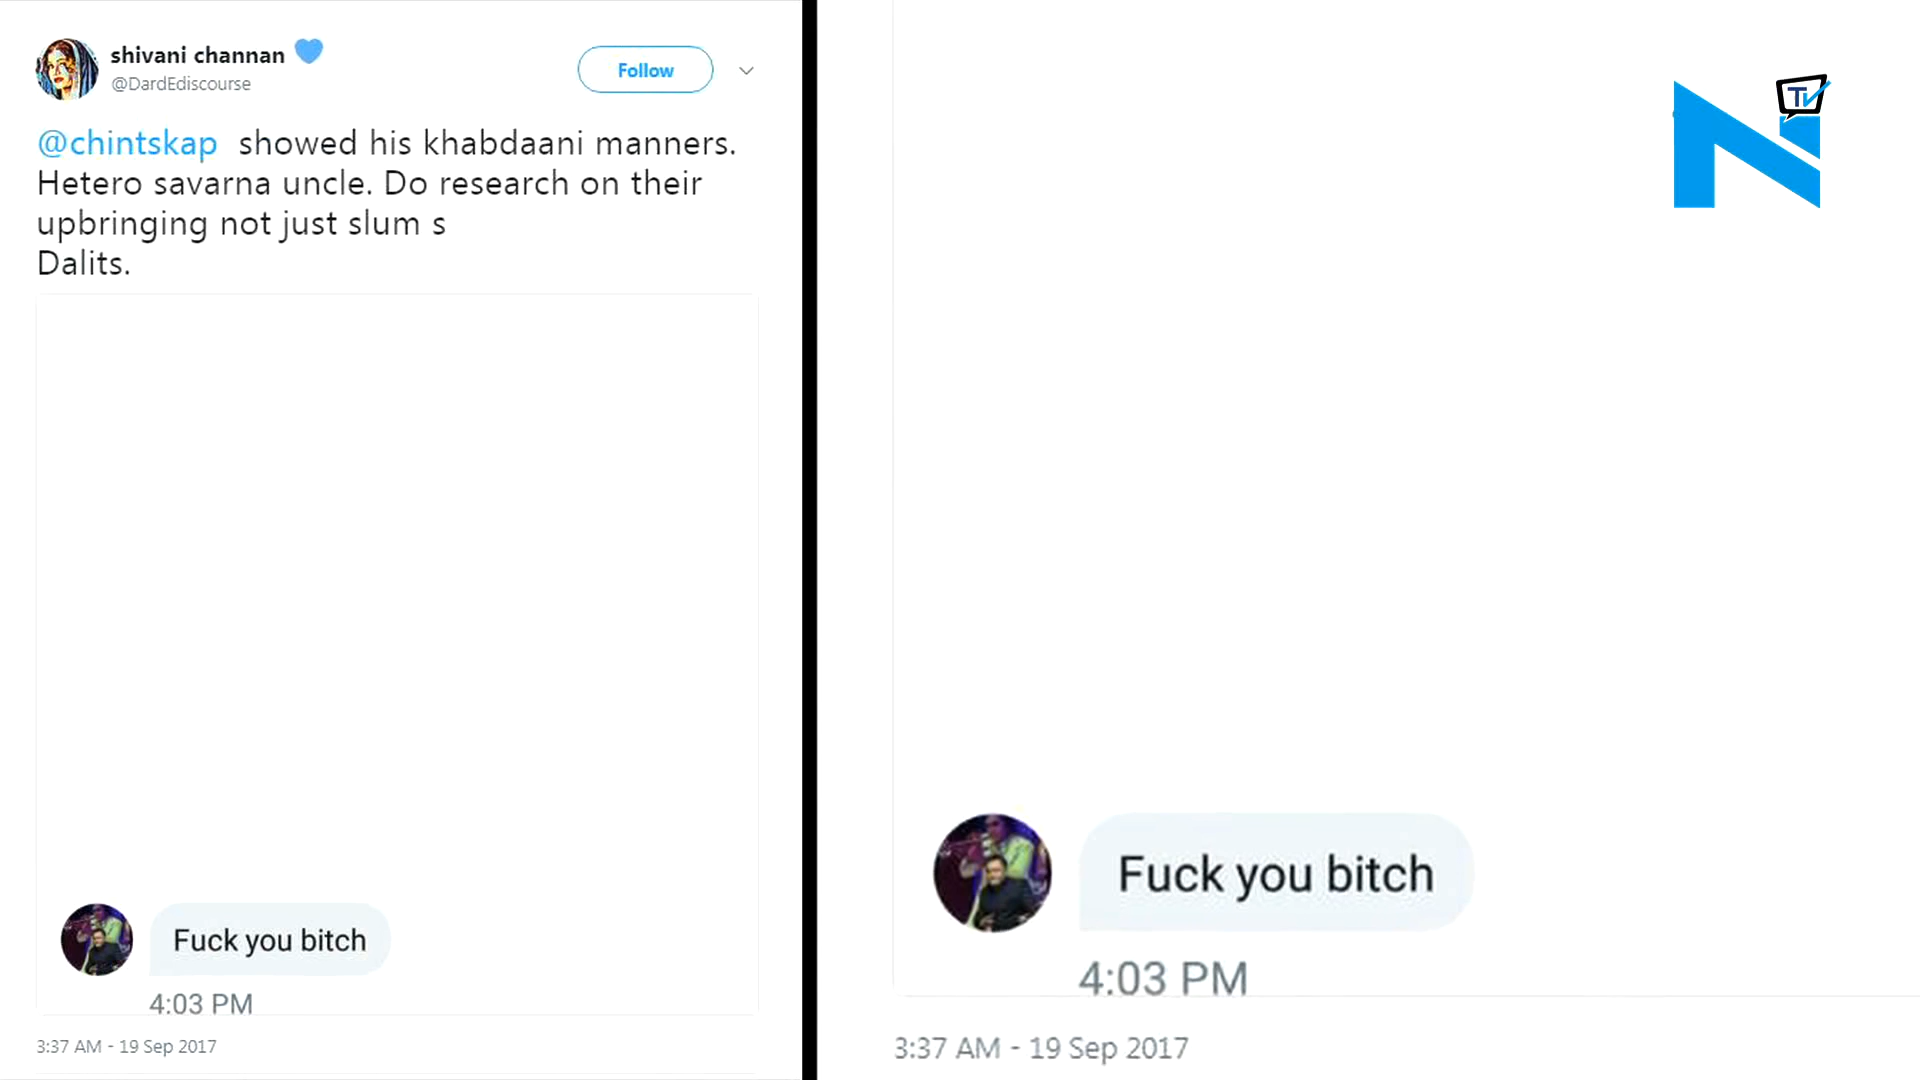 shivani channan
@DardEdiscourse
Follow
@chintskap showed his khabdaani manners.
Hetero savarna uncle. Do research on their
upbringing not just slum s
Dalits.
Fuck you bitch
4:03 PM
3:37 AM - 19 Sep 2017
TV
Fuck you bitch
4:03 PM
3:37 AM - 19 Sep 2017